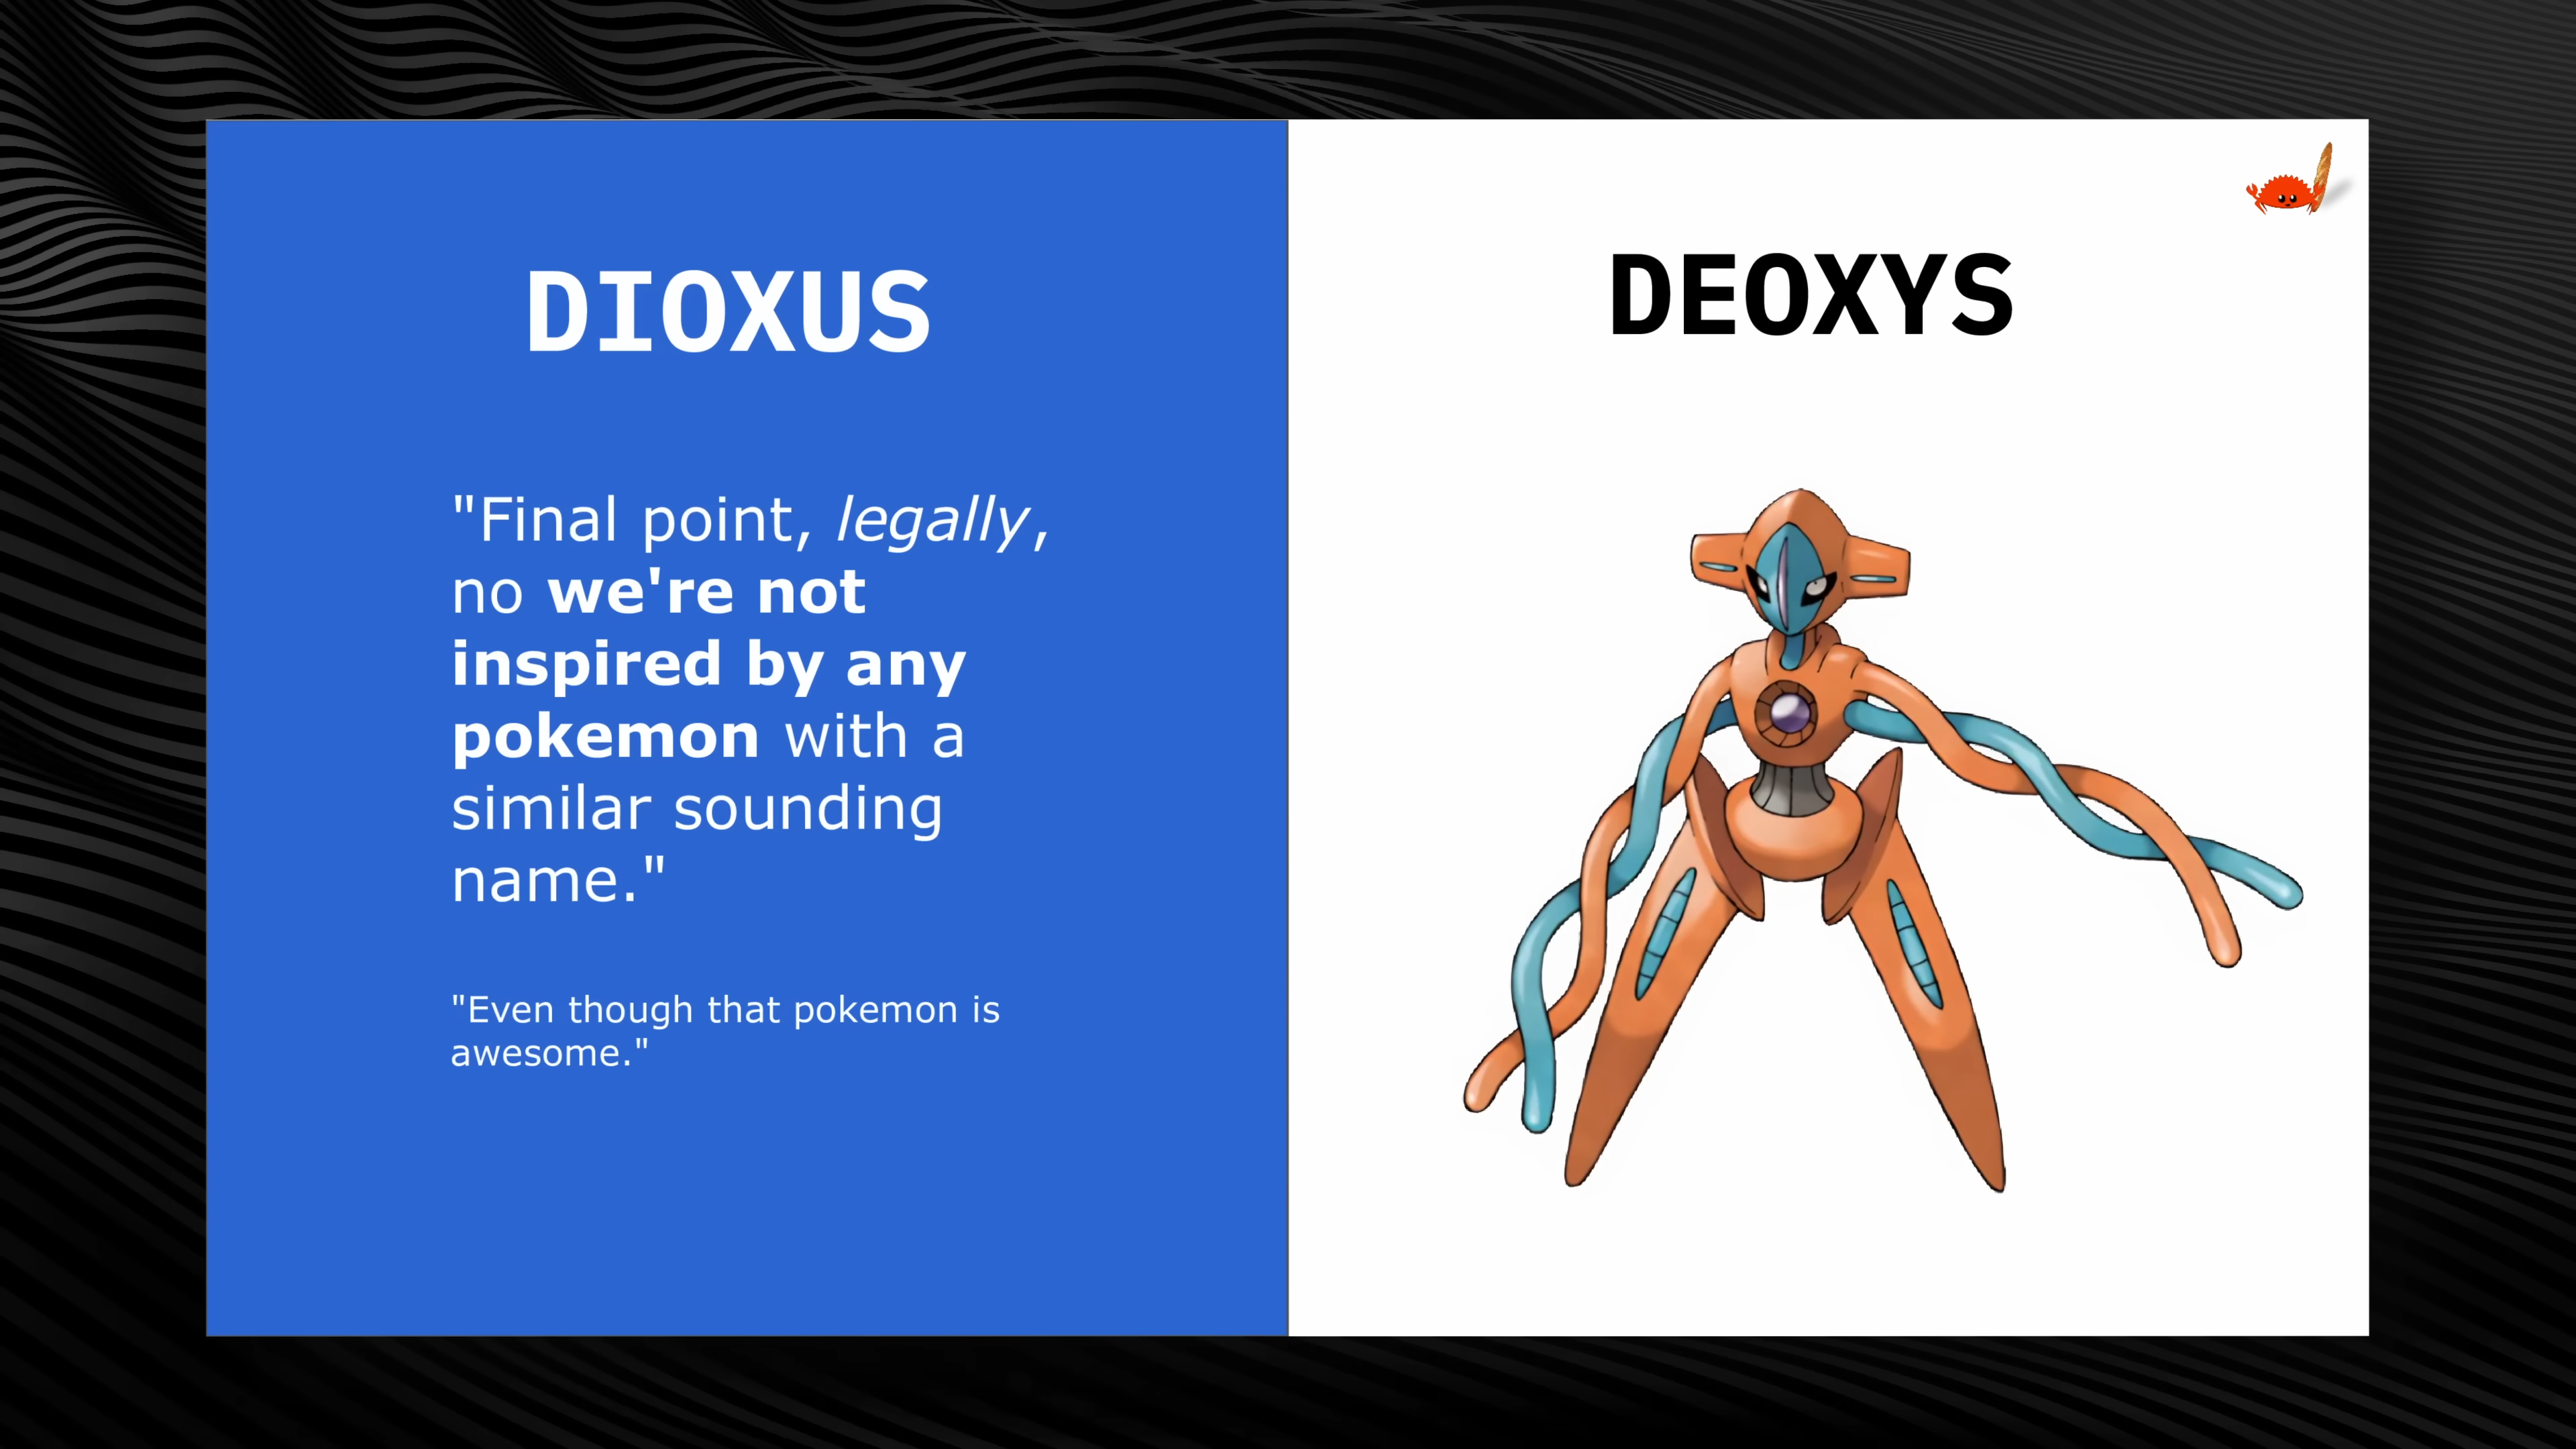 DIOXUS
"Final point, legally,
no we're not
inspired by any
pokemon with a
similar sounding
name."
"Even though that pokemon is
awesome."
DEOXYS